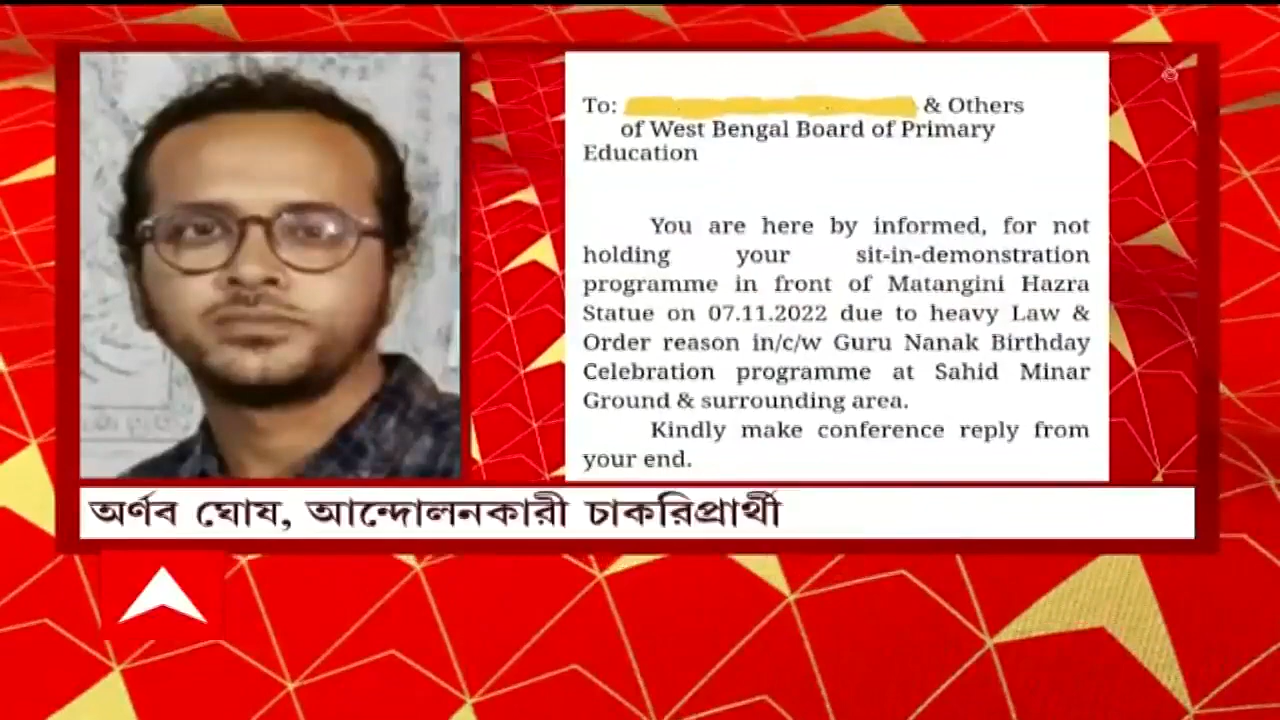 To: & Others
of West Bengal Board of Primary
Education
You are here by informed, for not
holding your sit-in-demonstration
programme in front of Matangini Hazra
Statue on 07.11.2022 due to heavy Law &
Order reason in/c/w Guru Nanak Birthday
Celebration programme at Sahid Minar
Ground & surrounding area.
Kindly make conference reply from
your end.
অর্ণব ঘোষ, আন্দোলনকারী চাকরিপ্রার্থী